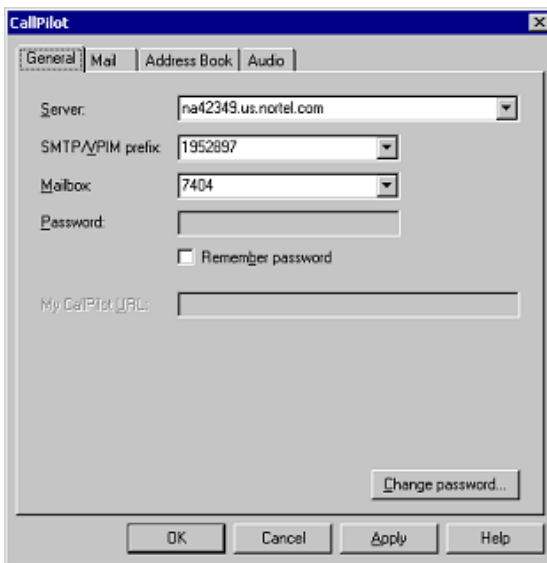 CallPilot
General Mail Address Book Audio
Server: na42349.us.nortel.com
SMTP/VPIM prefix: 1952897
Mailbox: 7404
Password:
Remember password
My CallPilot URL:
Change password...
OK Cancel Apply Help